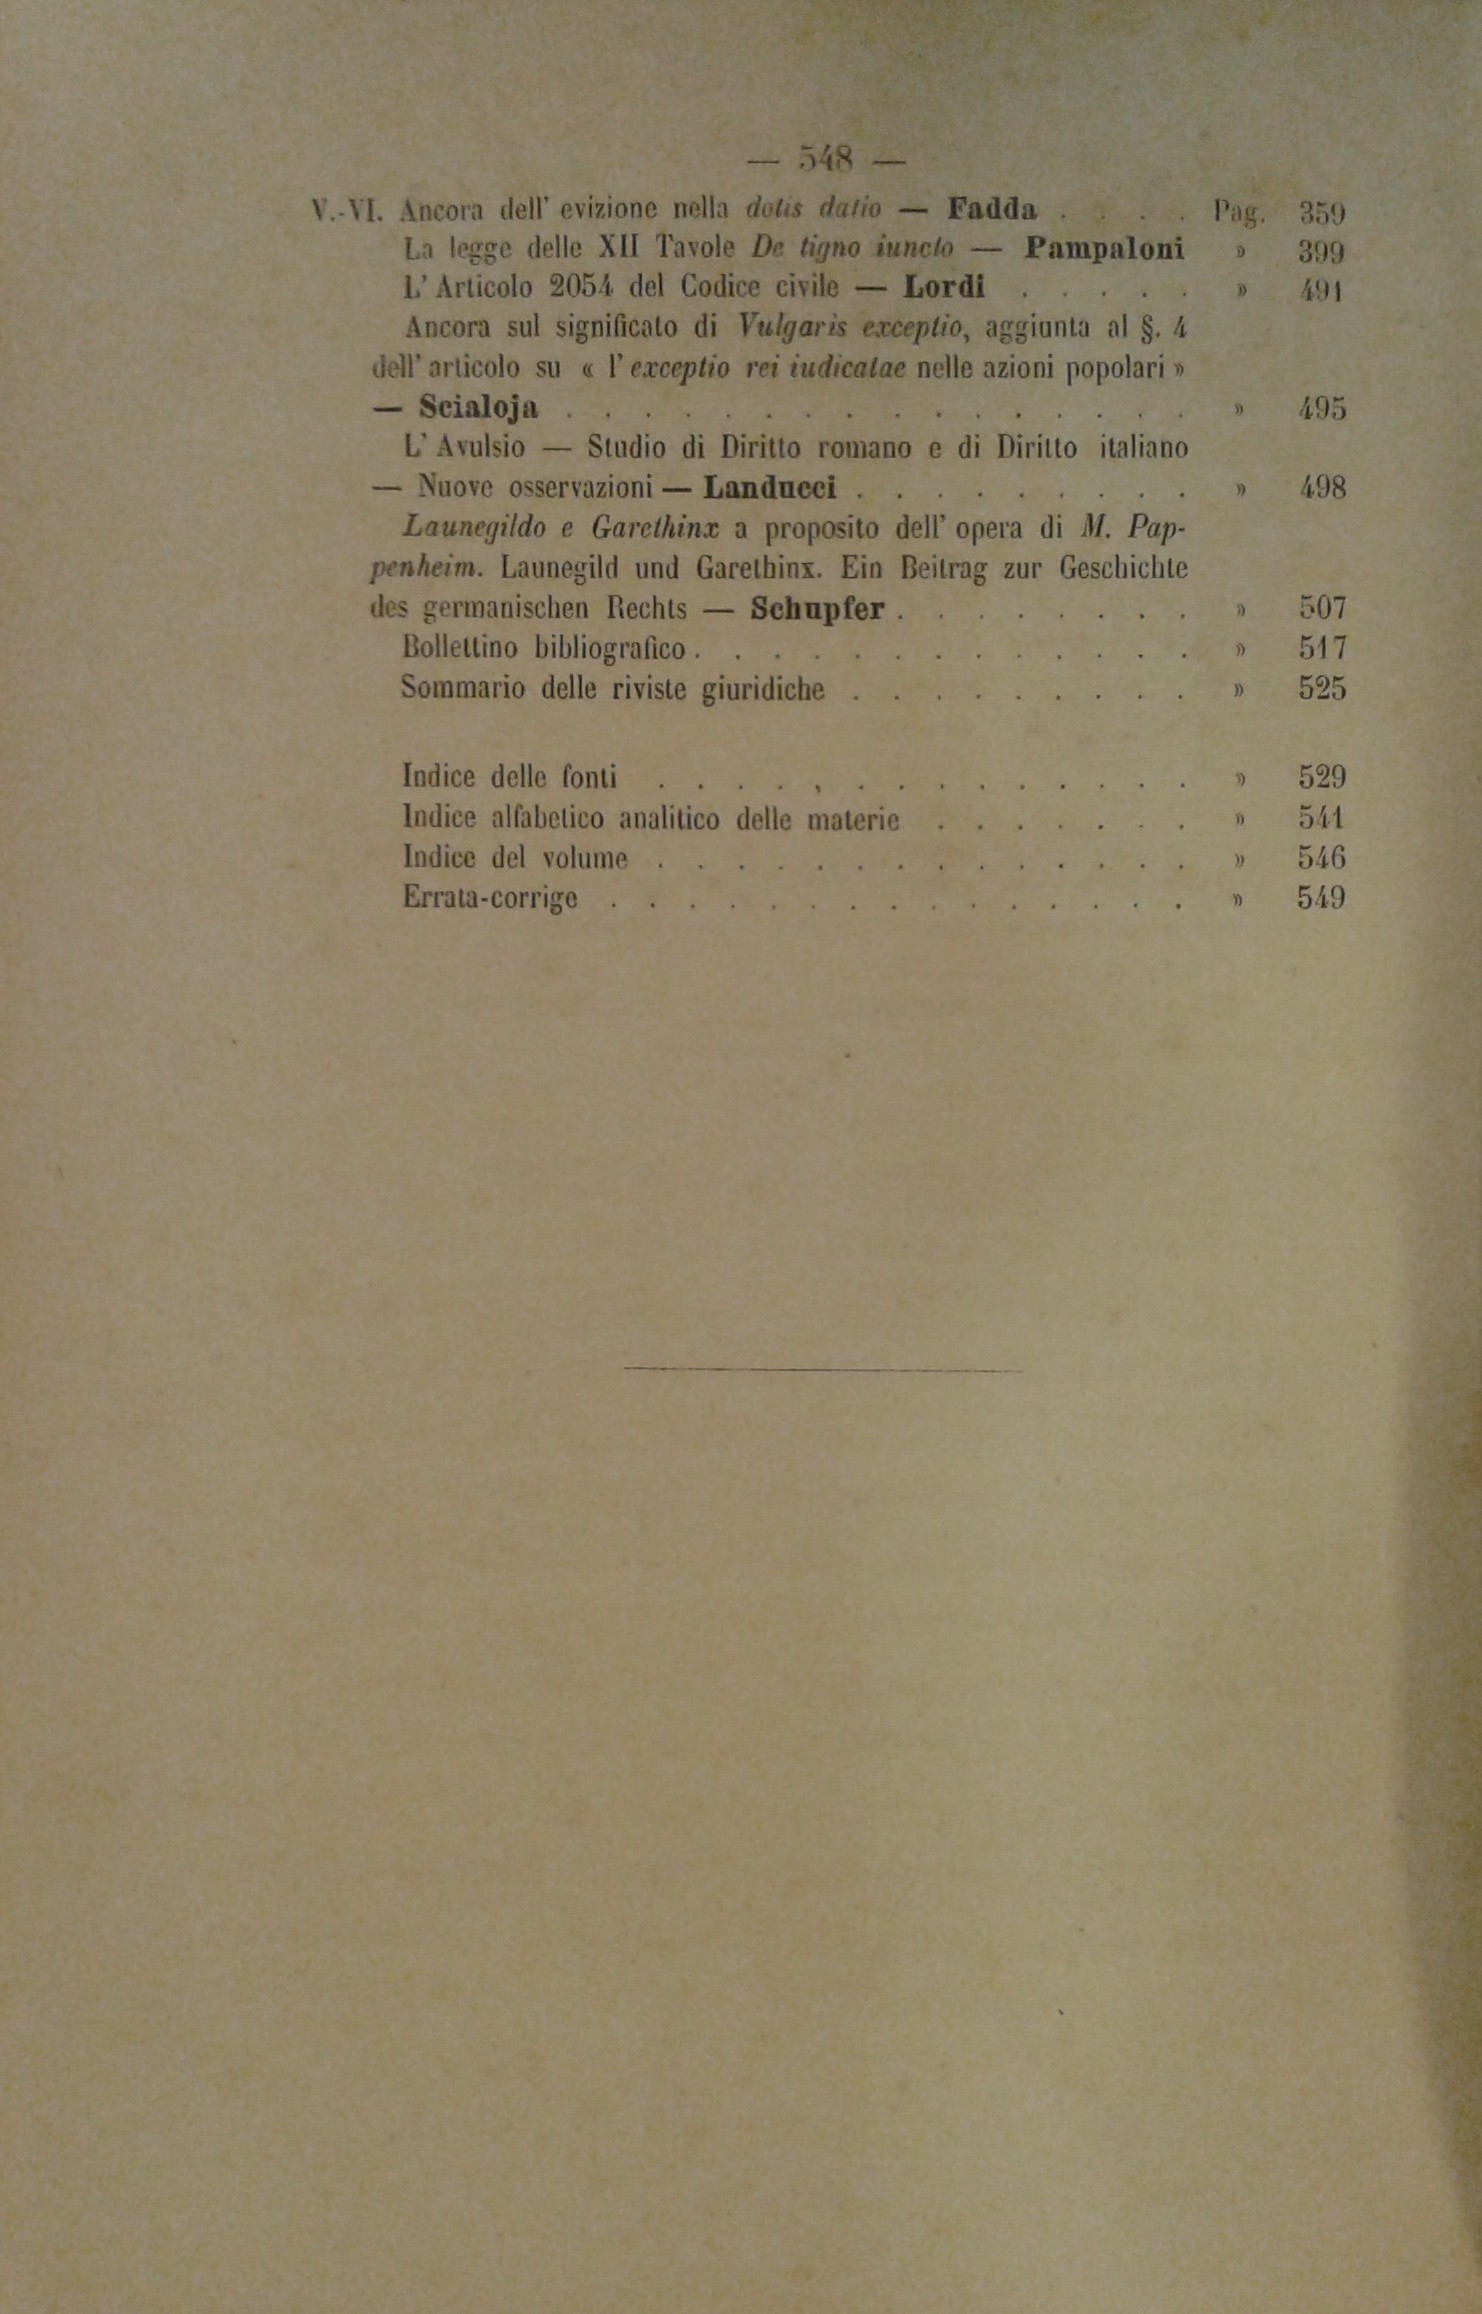 — 548 —
V.-VI. Ancora dell' evizione nella dotis datio — Fadda . . . . Pag. 359
La legge delle XII Tavole De tigno iuncto — Pampaloni » 399
L' Articolo 2054 del Codice civile — Lordi . . . . . » 491
Ancora sul significato di Vulgaris exceptio, aggiunta al §. 4
dell' articolo su « l' exceptio rei iudicatae nelle azioni popolari »
— Scialoja . . . . . . . . . . . . . . . . » 495
L' Avulsio — Studio di Diritto romano e di Diritto italiano
— Nuove osservazioni — Landucci . . . . . . . . . » 498
Launegildo e Garethinx a proposito dell' opera di M. Pap-
penheim. Launegild und Garethinx. Ein Beitrag zur Geschichte
des germanischen Rechts — Schupfer . . . . . . . . » 507
Bollettino bibliografico . . . . . . . . . . . . . » 517
Sommario delle riviste giuridiche . . . . . . . . . » 525
Indice delle fonti . . . . , . . . . . . . . . » 529
Indice alfabetico analitico delle materie . . . . . . . » 541
Indice del volume . . . . . . . . . . . . . . » 546
Errata-corrige . . . . . . . . . . . . . . . » 549